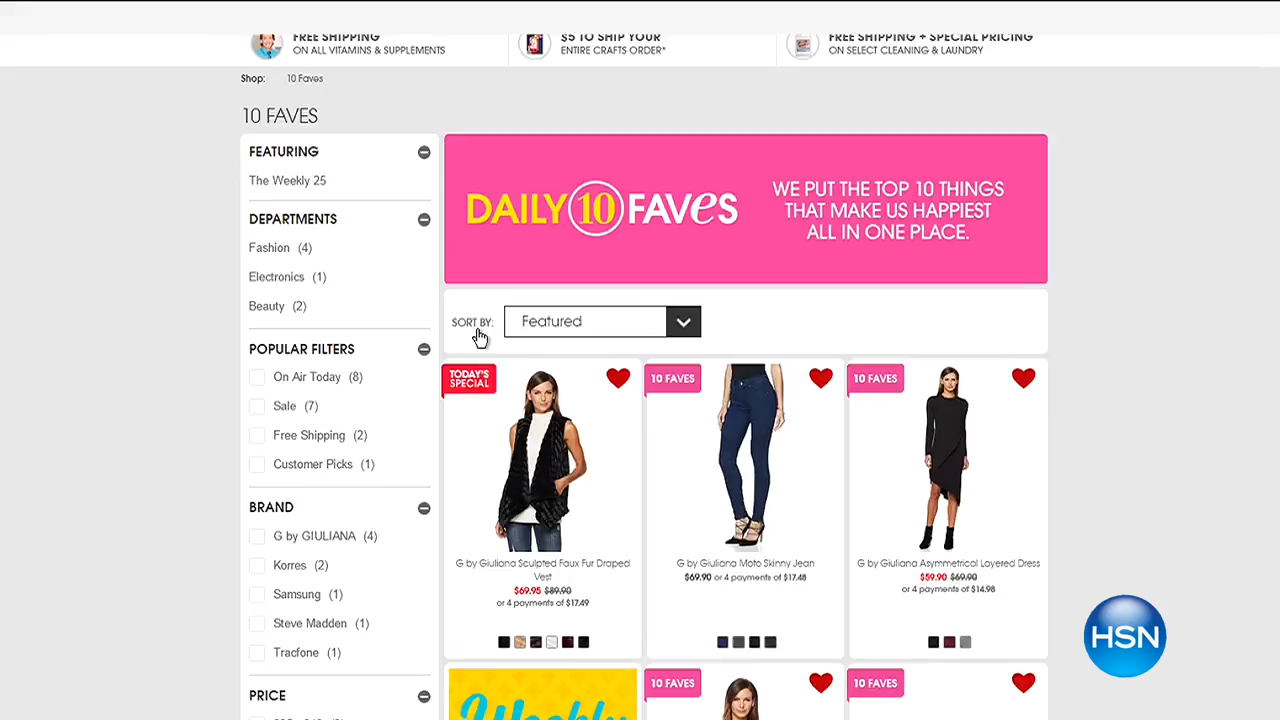 FREE SHIPPING
ON ALL VITAMINS & SUPPLEMENTS
$5 TO SHIP YOUR
ENTIRE CRAFTS ORDER*
FREE SHIPPING + SPECIAL PRICING
ON SELECT CLEANING & LAUNDRY
Shop: 10 Faves
10 FAVES
FEATURING
The Weekly 25
DEPARTMENTS
Fashion (4)
Electronics (1)
Beauty (2)
POPULAR FILTERS
On Air Today (8)
Sale (7)
Free Shipping (2)
Customer Picks (1)
BRAND
G by GIULIANA (4)
Korres (2)
Samsung (1)
Steve Madden (1)
Tracfone (1)
PRICE
DAILY 10 FAVES
WE PUT THE TOP 10 THINGS
THAT MAKE US HAPPIEST
ALL IN ONE PLACE.
SORT BY: Featured
TODAY'S
SPECIAL
G by Giuliana Sculpted Faux Fur Draped
Vest
$69.95 $89.90
or 4 payments of $17.49
10 FAVES
G by Giuliana Moto Skinny Jean
$69.90 or 4 payments of $17.48
10 FAVES
G by Giuliana Asymmetrical Layered Dress
$59.90 $69.90
or 4 payments of $14.98
Weekly
10 FAVES
10 FAVES
HSN